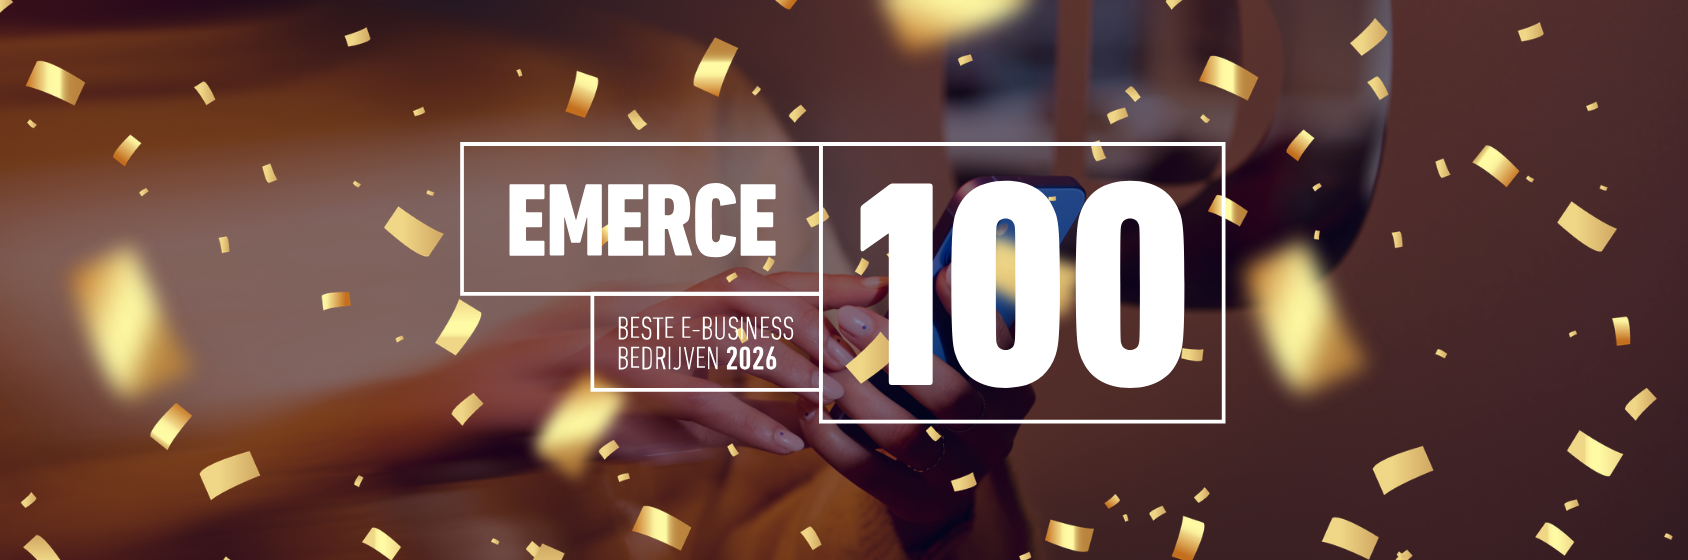 EMERCE
100
BESTE E-BUSINESS
BEDRIJVEN 2026